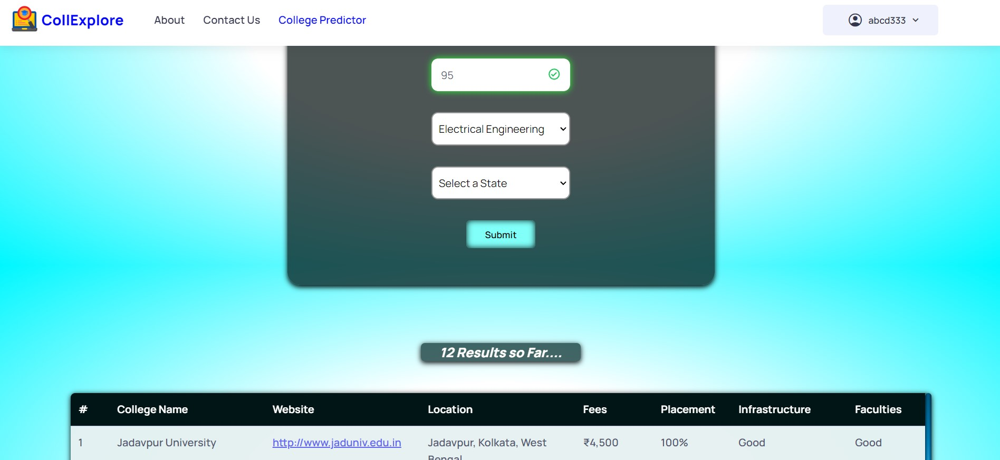 CollExplore About Contact Us College Predictor abcd333
95
Electrical Engineering
Select a State
Submit
12 Results so Far....
# College Name Website Location Fees Placement Infrastructure Faculties
1 Jadavpur University http://www.jaduniv.edu.in Jadavpur, Kolkata, West ₹4,500 100% Good Good
Bengal